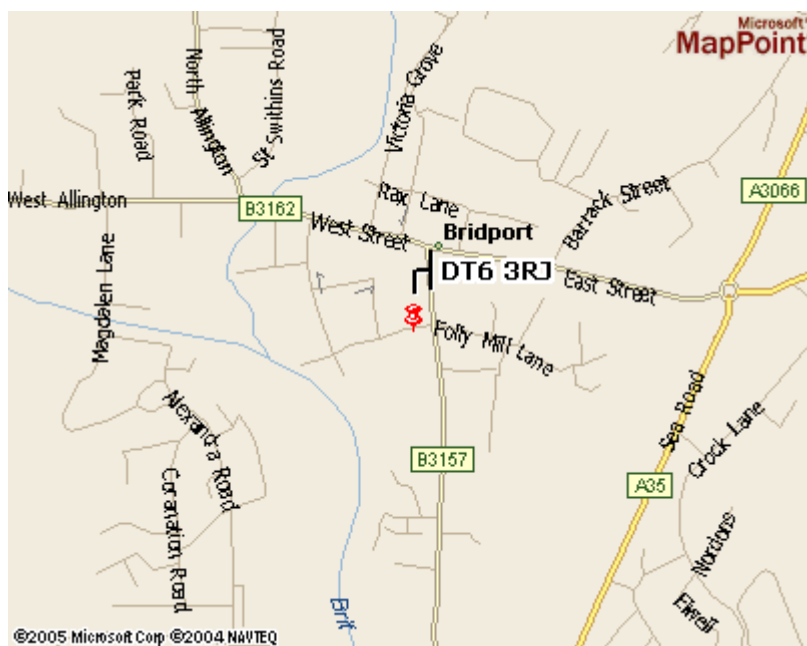 Microsoft®
MapPoint®
North Allington
Park Road
St Swithins Road
Victoria Grove
West Allington
B3162
West Street
Rax Lane
Barrack Street
A3066
Bridport
DT6 3RJ
East Street
Magdalen Lane
Folly Mill Lane
Alexandra Road
Coronation Road
B3157
Sea Road
Crock Lane
A35
Nordons
Elwell
Brit
©2005 Microsoft Corp ©2004 NAVTEQ